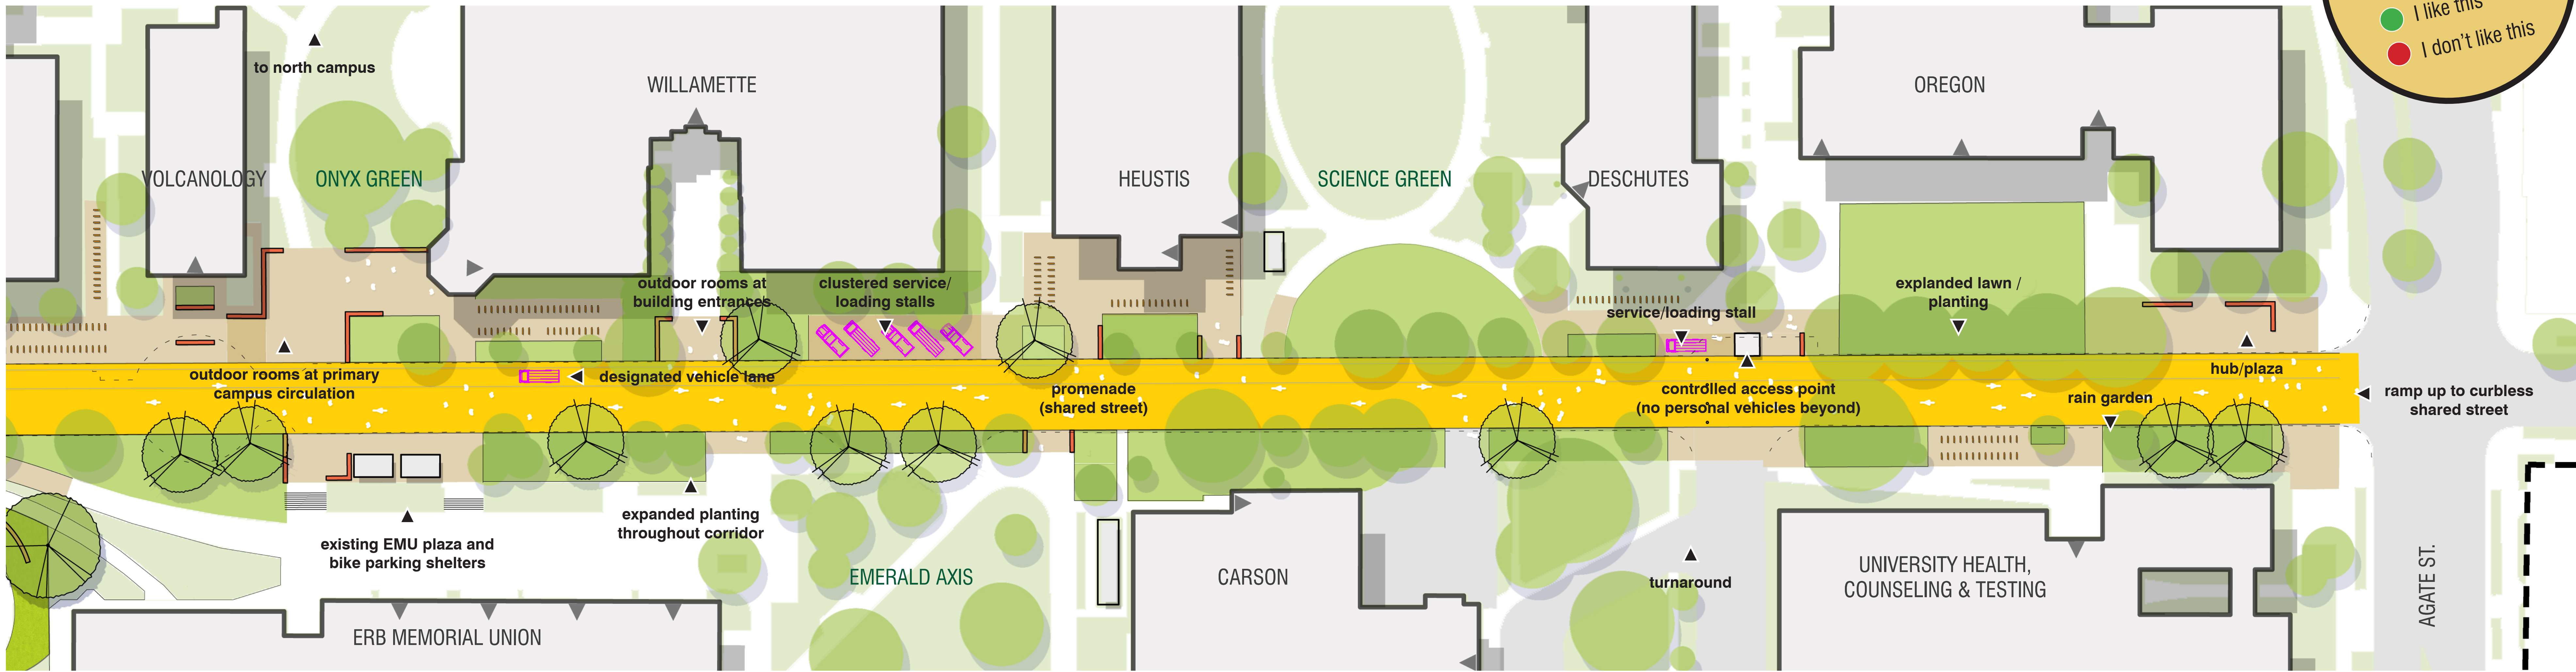 I like this
I don't like this
to north campus
WILLAMETTE
OREGON
VOLCANOLOGY
ONYX GREEN
HEUSTIS
SCIENCE GREEN
DESCHUTES
outdoor rooms at
building entrances
clustered service/
loading stalls
service/loading stall
explanded lawn /
planting
outdoor rooms at primary
campus circulation
designated vehicle lane
promenade
(shared street)
controlled access point
(no personal vehicles beyond)
rain garden
hub/plaza
ramp up to curbless
shared street
existing EMU plaza and
bike parking shelters
expanded planting
throughout corridor
EMERALD AXIS
CARSON
turnaround
UNIVERSITY HEALTH,
COUNSELING & TESTING
AGATE ST.
ERB MEMORIAL UNION